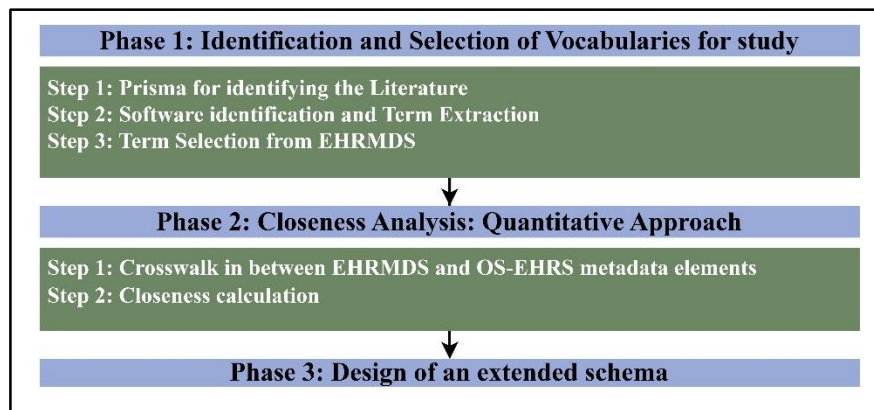 Phase 1: Identification and Selection of Vocabularies for study
Step 1: Prisma for identifying the Literature
Step 2: Software identification and Term Extraction
Step 3: Term Selection from EHRMDS
Phase 2: Closeness Analysis: Quantitative Approach
Step 1: Crosswalk in between EHRMDS and OS-EHRS metadata elements
Step 2: Closeness calculation
Phase 3: Design of an extended schema